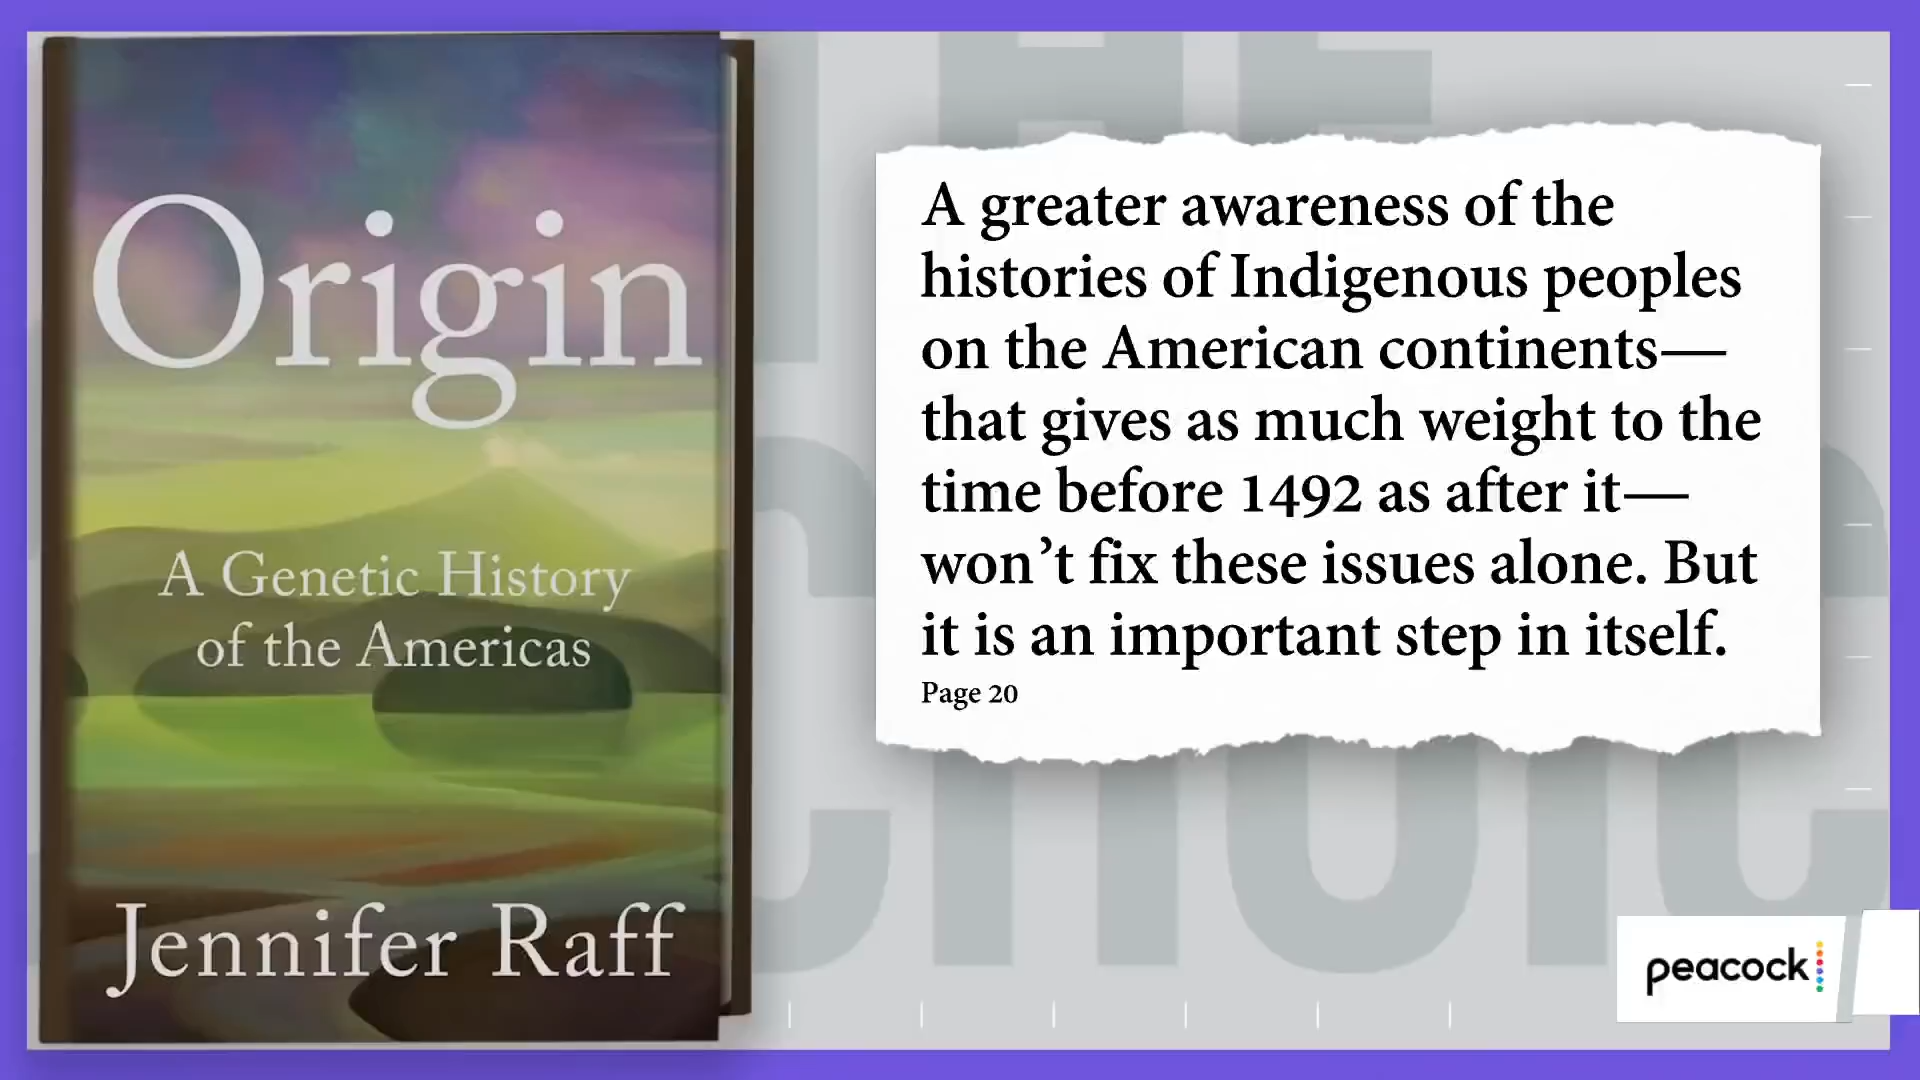 Origin
A Genetic History
of the Americas
Jennifer Raff
A greater awareness of the
histories of Indigenous peoples
on the American continents—
that gives as much weight to the
time before 1492 as after it—
won’t fix these issues alone. But
it is an important step in itself.
Page 20
THE
CHOICE
peacock